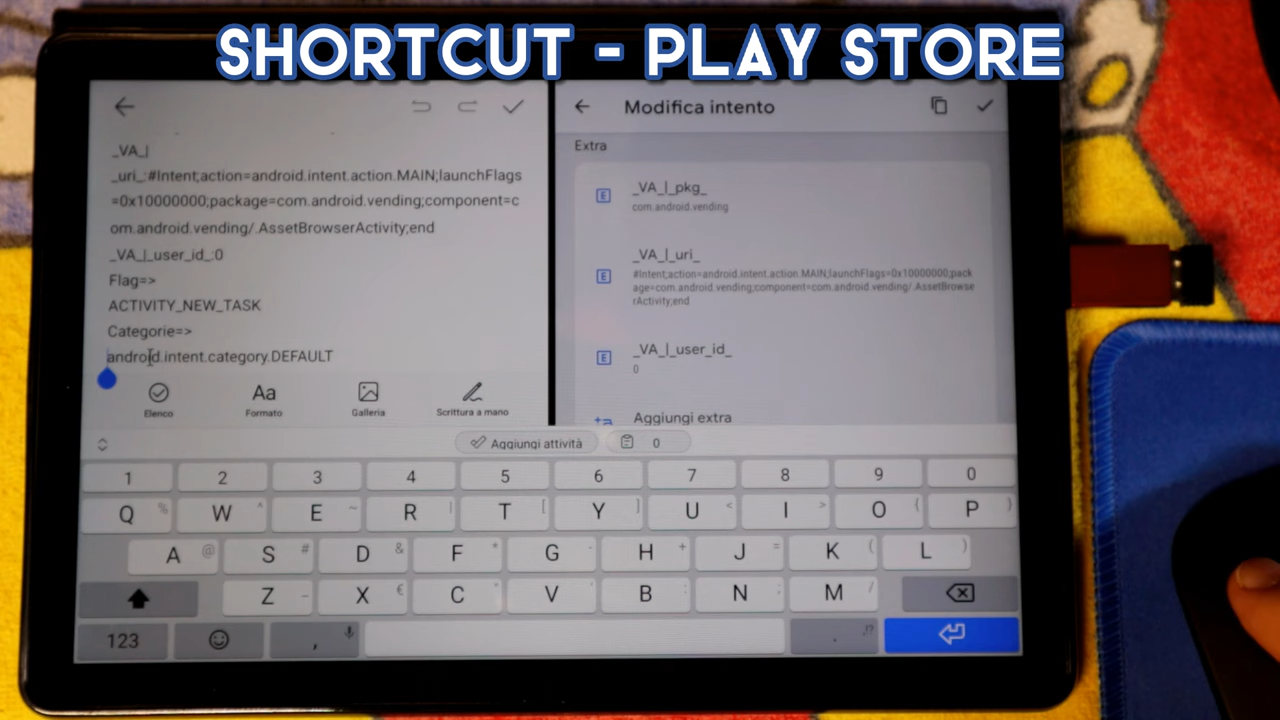 SHORTCUT - PLAY STORE
_VA_|
_uri_:#Intent;action=android.intent.action.MAIN;launchFlags
=0x10000000;package=com.android.vending;component=c
om.android.vending/.AssetBrowserActivity;end
_VA_|_user_id_:0
Flag=>
ACTIVITY_NEW_TASK
Categorie=>
android.intent.category.DEFAULT
Elenco
Aa
Formato
Galleria
Scrittura a mano
Modifica intento
Extra
E
_VA_|_pkg_
com.android.vending
E
_VA_|_uri_
#Intent;action=android.intent.action.MAIN;launchFlags=0x10000000;pack
age=com.android.vending;component=com.android.vending/.AssetBrowse
rActivity;end
E
_VA_|_user_id_
0
Aggiungi extra
Aggiungi attività
0
1 2 3 4 5 6 7 8 9 0
Q % W ^ E ~ R | T [ Y ] U < I > O { P }
A @ S # D & F * G - H + J = K ( L )
Z _ X € C " V ' B : N ; M /
123 , . !?